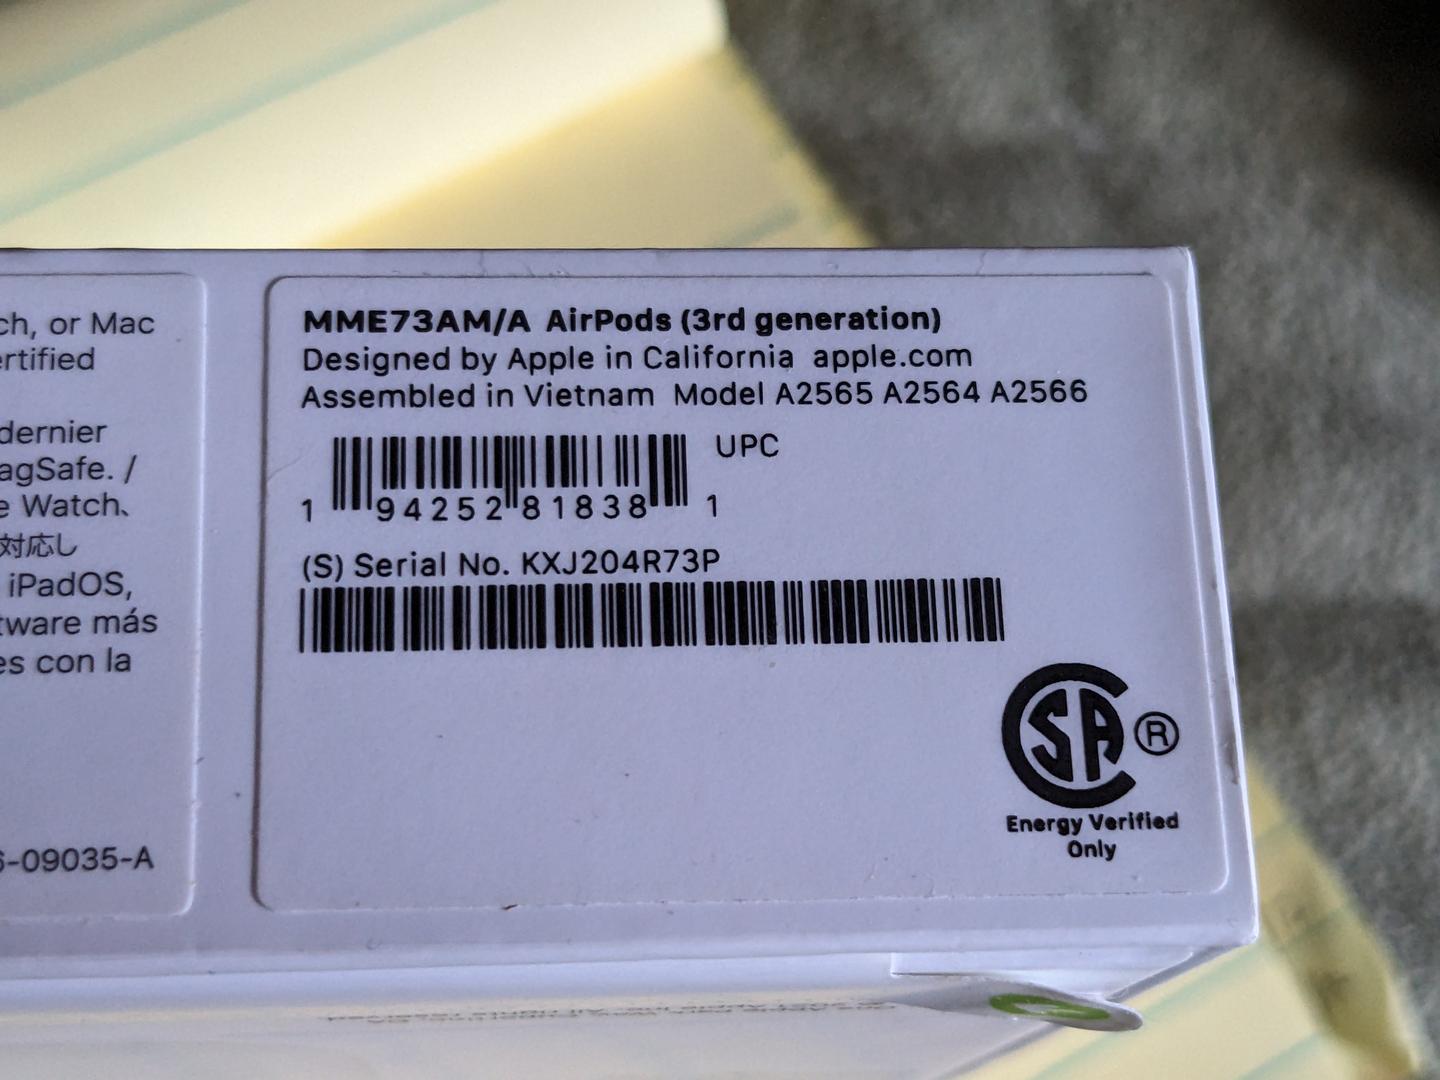 ch, or Mac
ertified
dernier
agSafe. /
e Watch、
対応し
iPadOS,
tware más
es con la
6-09035-A
MME73AM/A AirPods (3rd generation)
Designed by Apple in California apple.com
Assembled in Vietnam Model A2565 A2564 A2566
UPC
1 94252 81838 1
(S) Serial No. KXJ204R73P
CSA ®
Energy Verified
Only